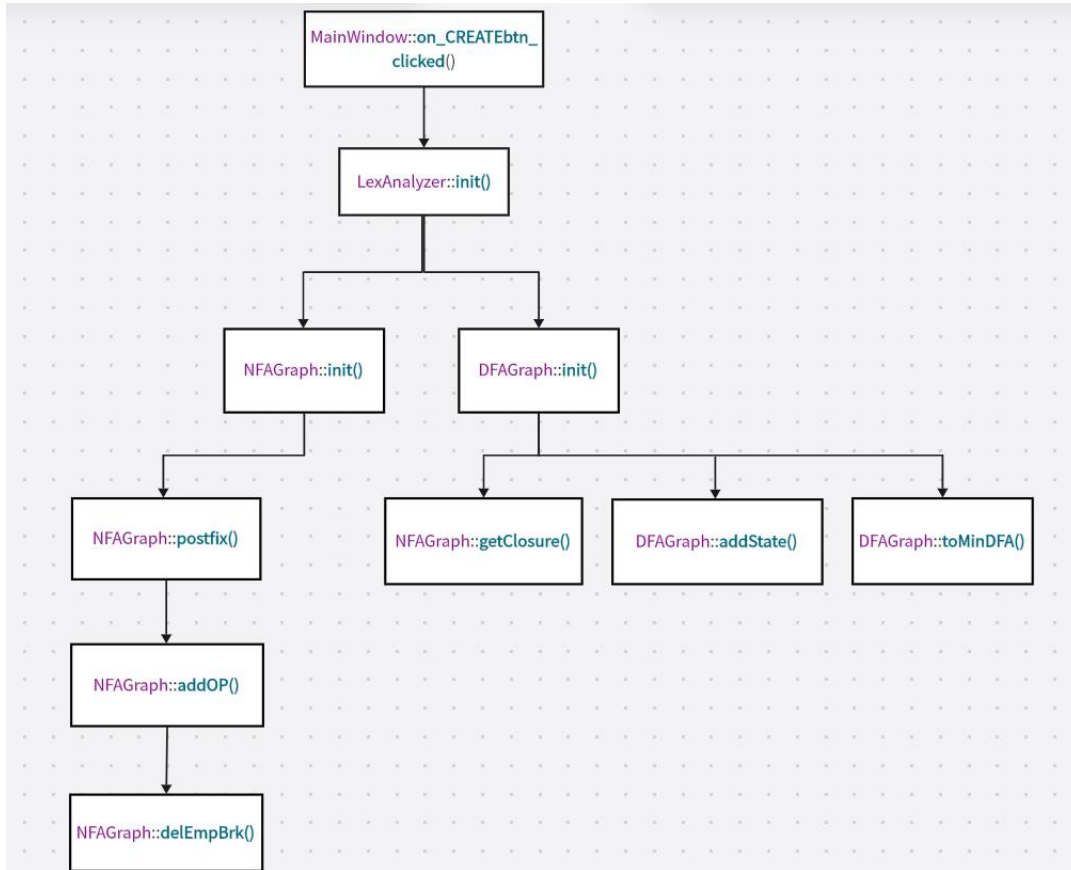 MainWindow::on_CREATEbtn_
clicked()
LexAnalyzer::init()
NFAGraph::init()
DFAGraph::init()
NFAGraph::postfix()
NFAGraph::getClosure()
DFAGraph::addState()
DFAGraph::toMinDFA()
NFAGraph::addOP()
NFAGraph::delEmpBrk()